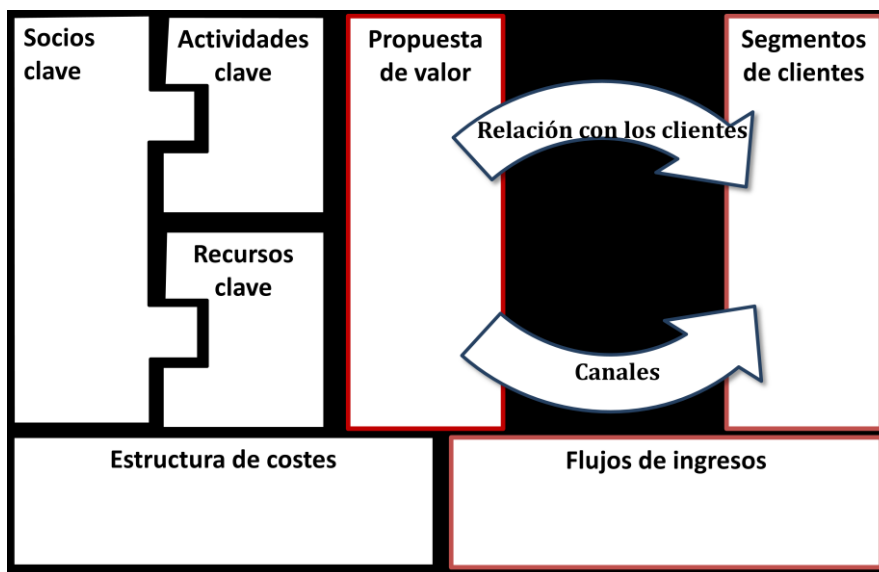 Socios
clave
Actividades
clave
Recursos
clave
Propuesta
de valor
Relación con los clientes
Canales
Segmentos
de clientes
Estructura de costes
Flujos de ingresos